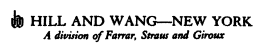 HILL AND WANG—NEW YORK
A division of Farrar, Straus and Giroux